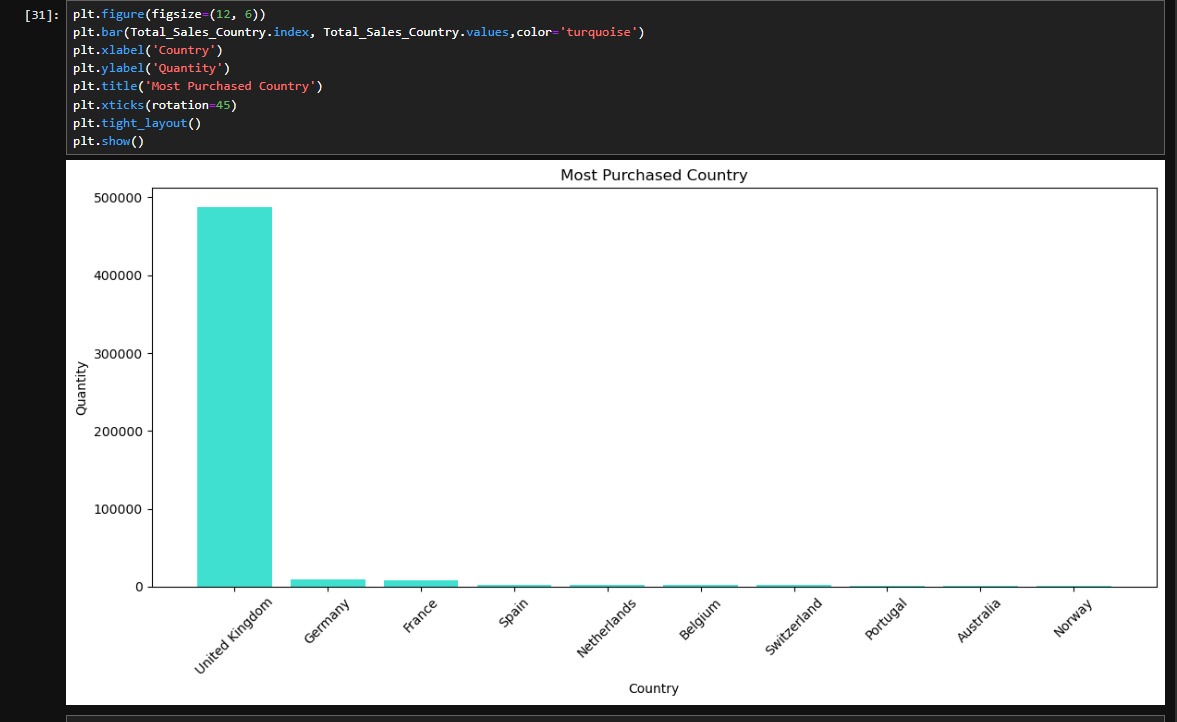 [31]:
plt.figure(figsize=(12, 6))
plt.bar(Total_Sales_Country.index, Total_Sales_Country.values,color='turquoise')
plt.xlabel('Country')
plt.ylabel('Quantity')
plt.title('Most Purchased Country')
plt.xticks(rotation=45)
plt.tight_layout()
plt.show()
Most Purchased Country
500000
400000
300000
200000
100000
0
Quantity
United Kingdom
Germany
France
Spain
Netherlands
Belgium
Switzerland
Portugal
Australia
Norway
Country